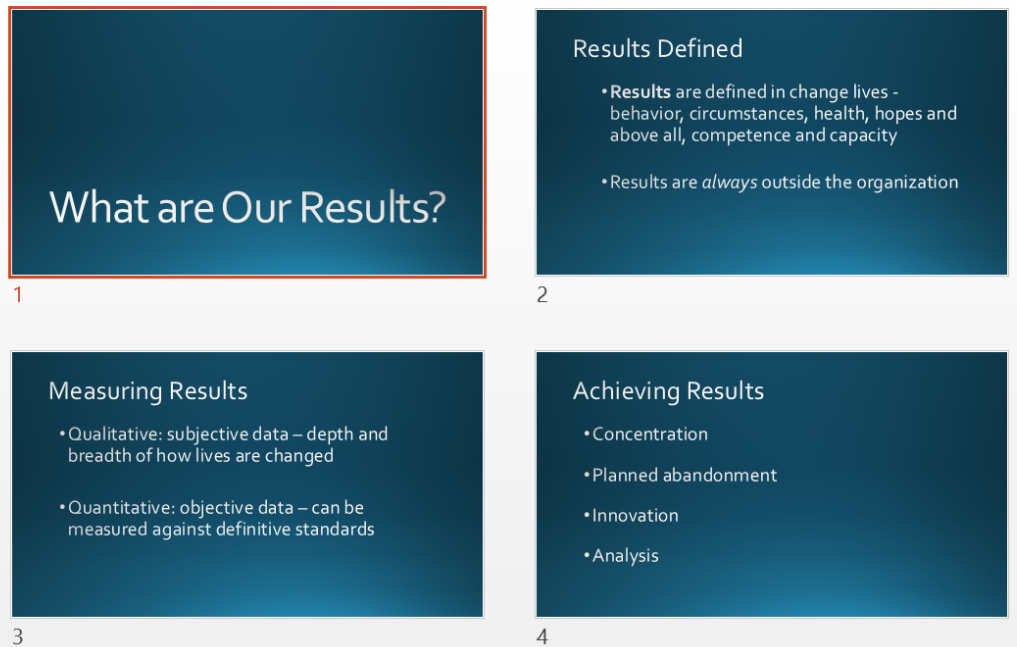 What are Our Results?
1
Results Defined
•Results are defined in change lives -
behavior, circumstances, health, hopes and
above all, competence and capacity
•Results are always outside the organization
2
Measuring Results
•Qualitative: subjective data – depth and
breadth of how lives are changed
•Quantitative: objective data – can be
measured against definitive standards
3
Achieving Results
•Concentration
•Planned abandonment
•Innovation
•Analysis
4